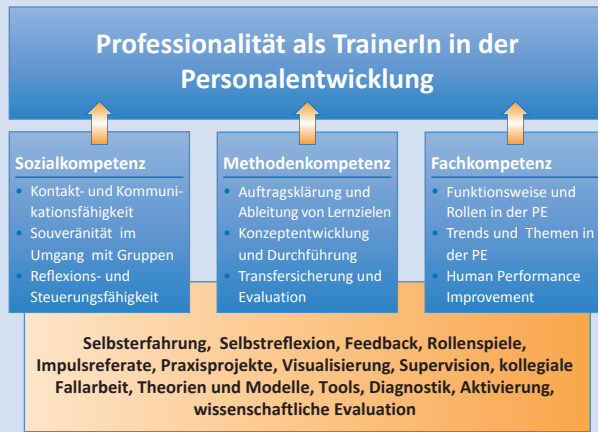 Professionalität als TrainerIn in der
Personalentwicklung
Sozialkompetenz
• Kontakt- und Kommuni-
kationsfähigkeit
• Souveränität im
Umgang mit Gruppen
• Reflexions- und
Steuerungsfähigkeit
Methodenkompetenz
• Auftragsklärung und
Ableitung von Lernzielen
• Konzeptentwicklung
und Durchführung
• Transfersicherung und
Evaluation
Fachkompetenz
• Funktionsweise und
Rollen in der PE
• Trends und Themen in
der PE
• Human Performance
Improvement
Selbsterfahrung, Selbstreflexion, Feedback, Rollenspiele,
Impulsreferate, Praxisprojekte, Visualisierung, Supervision, kollegiale
Fallarbeit, Theorien und Modelle, Tools, Diagnostik, Aktivierung,
wissenschaftliche Evaluation